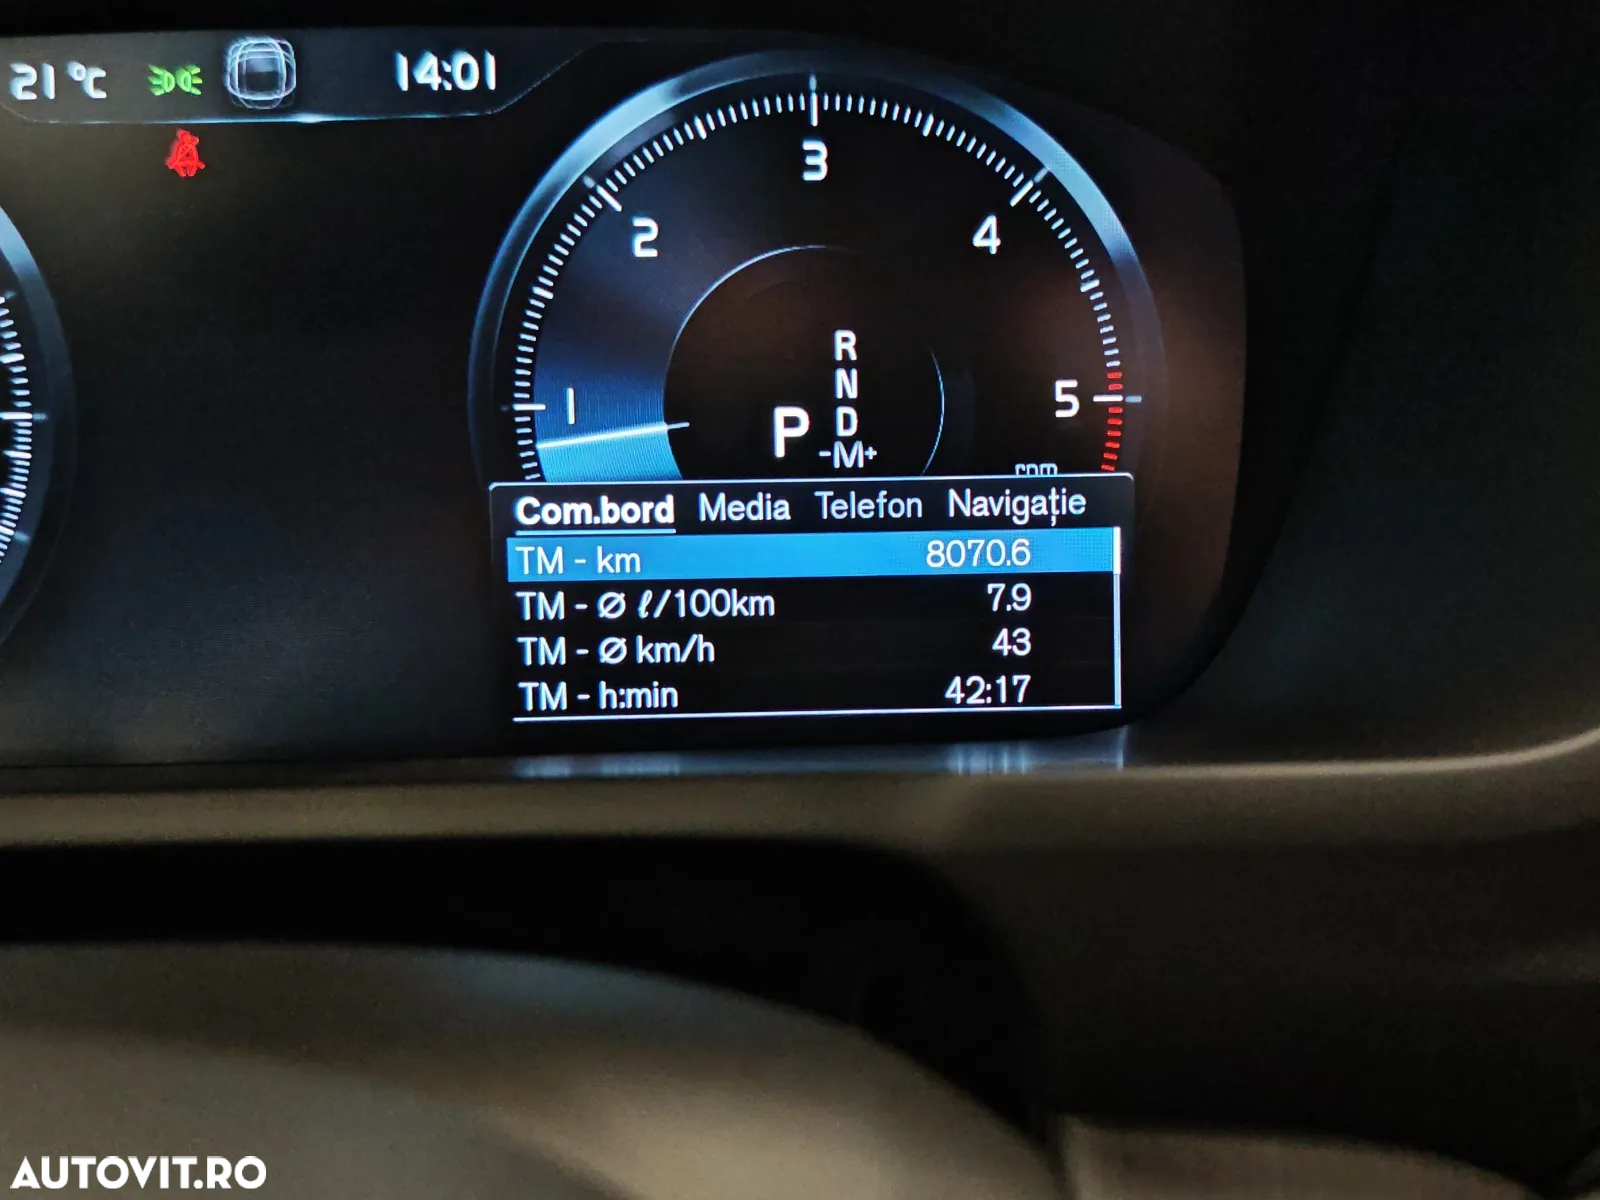 21 °C
14:01
1
2
3
4
5
R
N
D
P
-M+
rpm
Com.bord Media Telefon Navigație
TM - km 8070.6
TM - Ø ℓ/100km 7.9
TM - Ø km/h 43
TM - h:min 42:17
AUTOVIT.RO